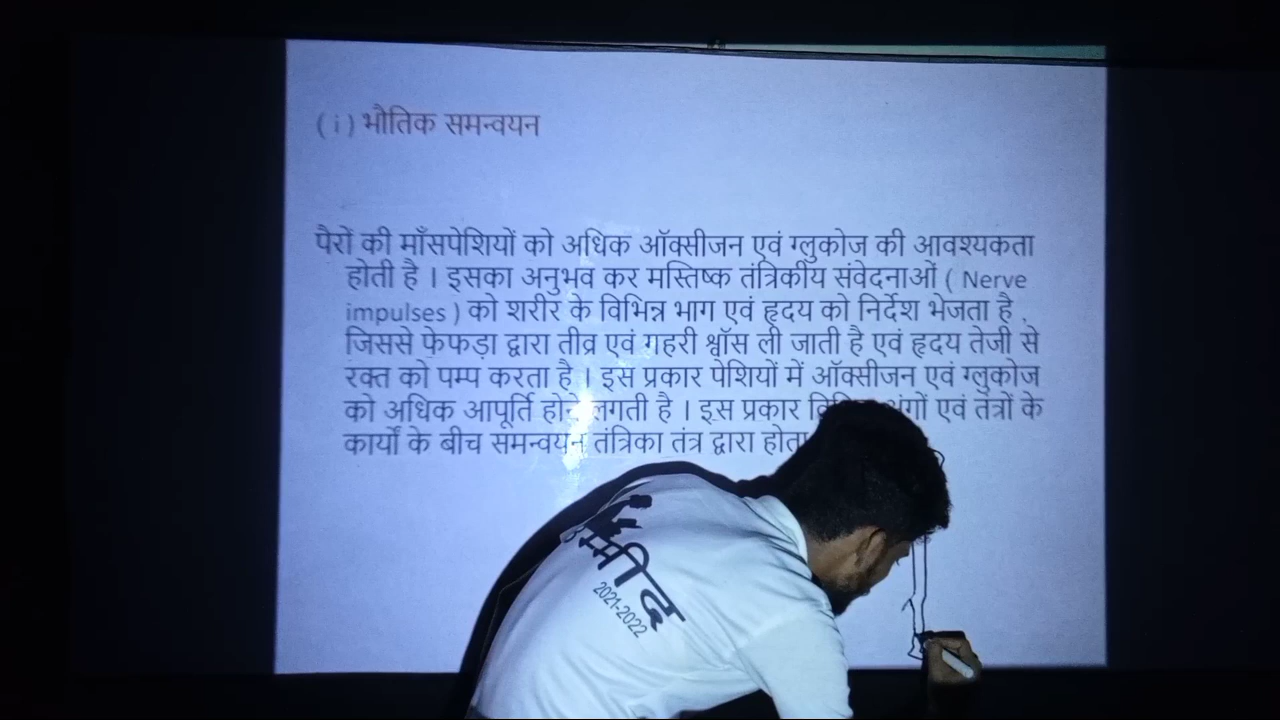 ( i ) भौतिक समन्वयन
पैरों की माँसपेशियों को अधिक ऑक्सीजन एवं ग्लुकोज की आवश्यकता
होती है । इसका अनुभव कर मस्तिष्क तंत्रिकीय संवेदनाओं ( Nerve
impulses ) को शरीर के विभिन्न भाग एवं हृदय को निर्देश भेजता है ,
जिससे फेफड़ा द्वारा तीव्र एवं गहरी श्वाँस ली जाती है एवं हृदय तेजी से
रक्त को पम्प करता है । इस प्रकार पेशियों में ऑक्सीजन एवं ग्लुकोज
को अधिक आपूर्ति होने लगती है । इस प्रकार एवं तंत्रों के
कार्यों के बीच समन्वयन तंत्रिका तंत्र द्वारा होता
2021-2022